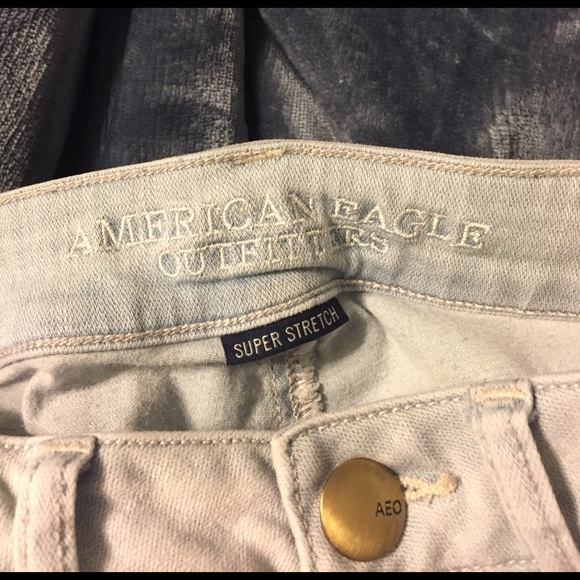 AMERICAN EAGLE
OUTFITTERS
SUPER STRETCH
AEO